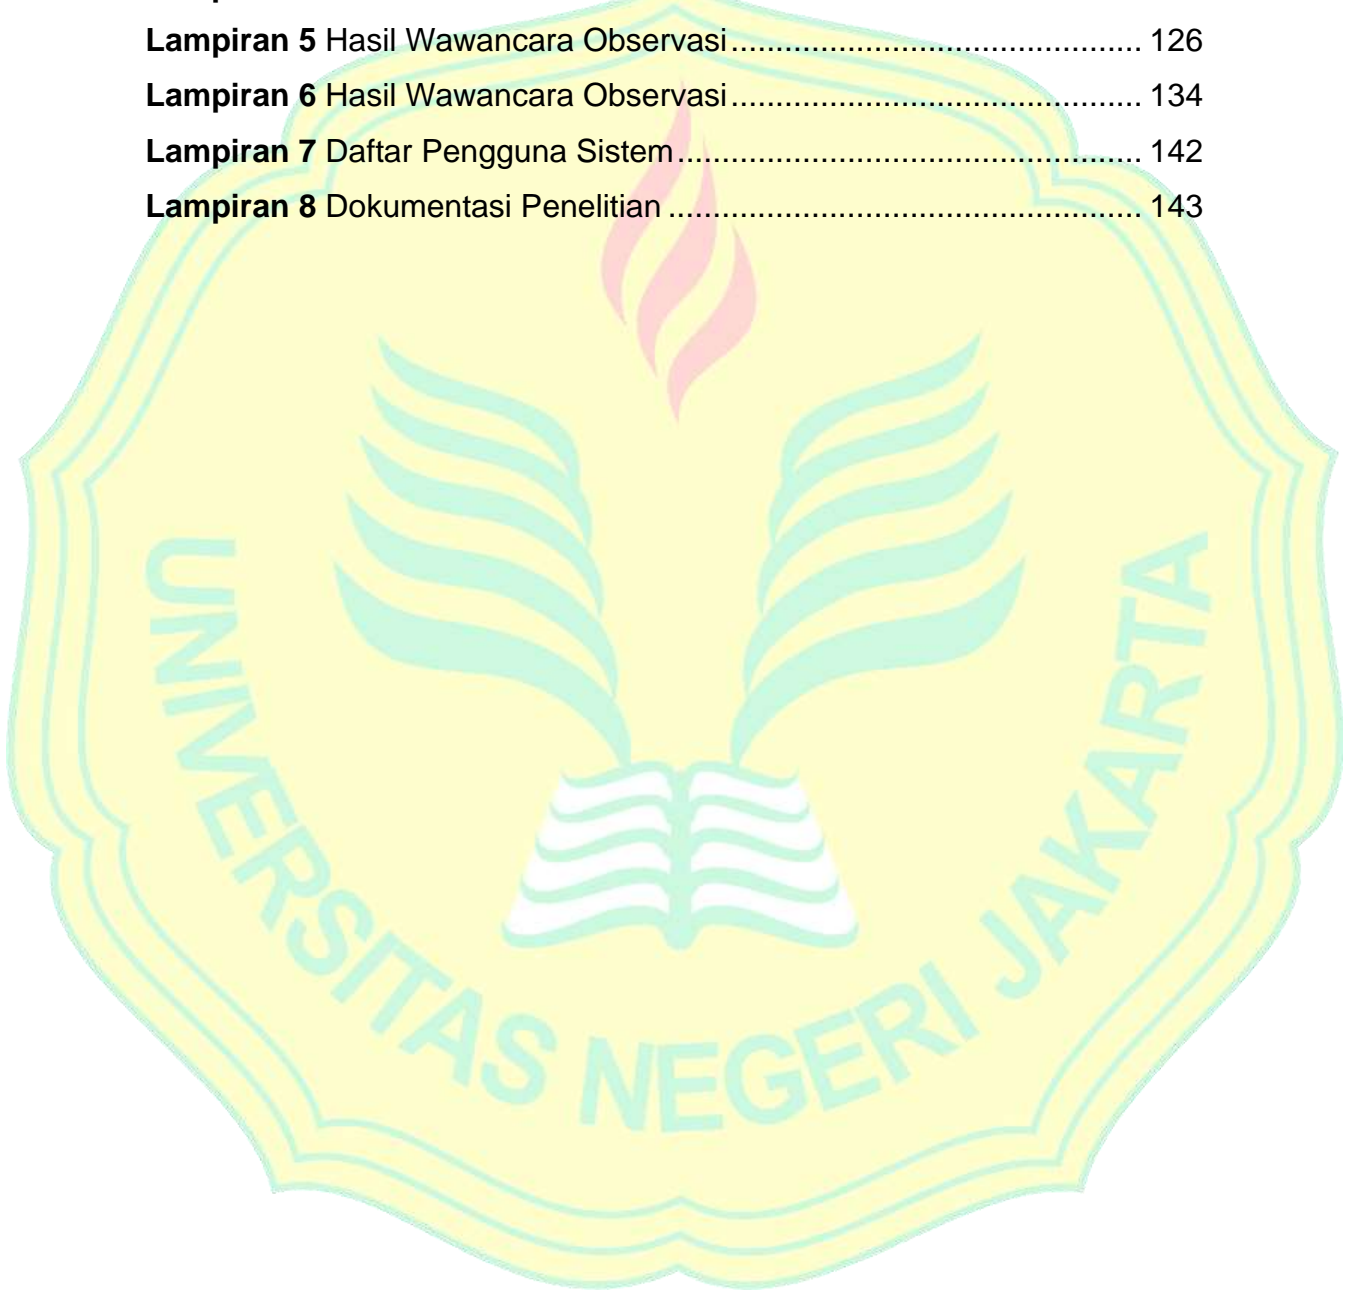 Lampiran 5 Hasil Wawancara Observasi................................................ 126
Lampiran 6 Hasil Wawancara Observasi................................................ 134
Lampiran 7 Daftar Pengguna Sistem...................................................... 142
Lampiran 8 Dokumentasi Penelitian ....................................................... 143
UNIVERSITAS NEGERI JAKARTA